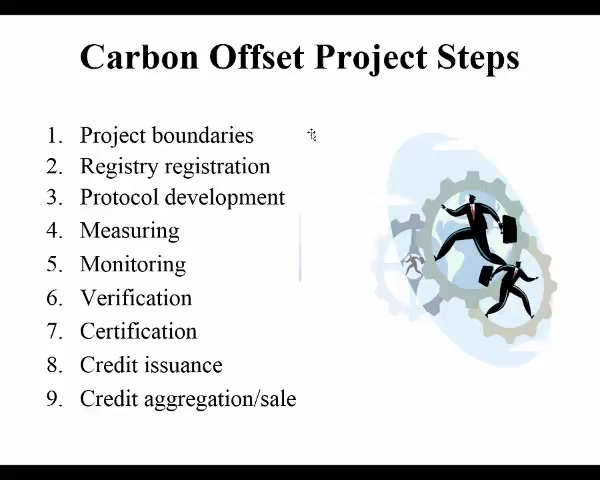 Carbon Offset Project Steps
1. Project boundaries
2. Registry registration
3. Protocol development
4. Measuring
5. Monitoring
6. Verification
7. Certification
8. Credit issuance
9. Credit aggregation/sale